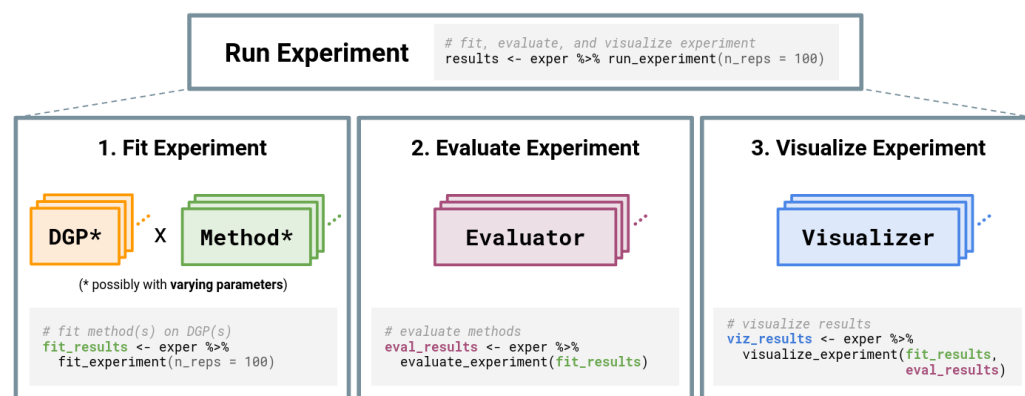 Run Experiment
# fit, evaluate, and visualize experiment
results <- exper %>% run_experiment(n_reps = 100)
1. Fit Experiment
DGP*
X
Method*
(* possibly with varying parameters)
# fit method(s) on DGP(s)
fit_results <- exper %>%
fit_experiment(n_reps = 100)
2. Evaluate Experiment
Evaluator
# evaluate methods
eval_results <- exper %>%
evaluate_experiment(fit_results)
3. Visualize Experiment
Visualizer
# visualize results
viz_results <- exper %>%
visualize_experiment(fit_results,
eval_results)